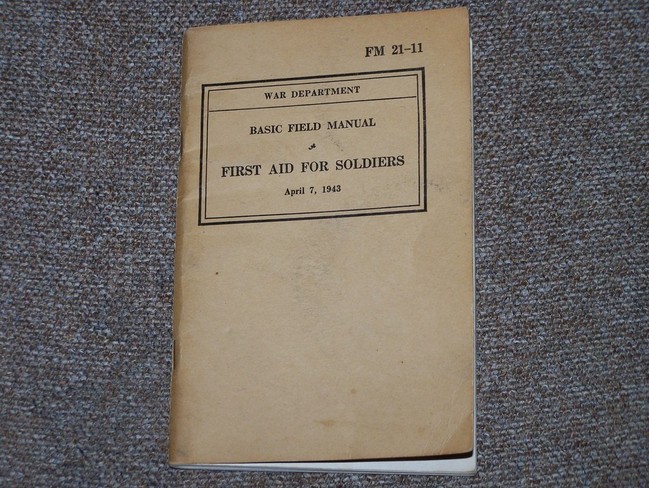 FM 21-11
WAR DEPARTMENT
BASIC FIELD MANUAL
FIRST AID FOR SOLDIERS
April 7, 1943